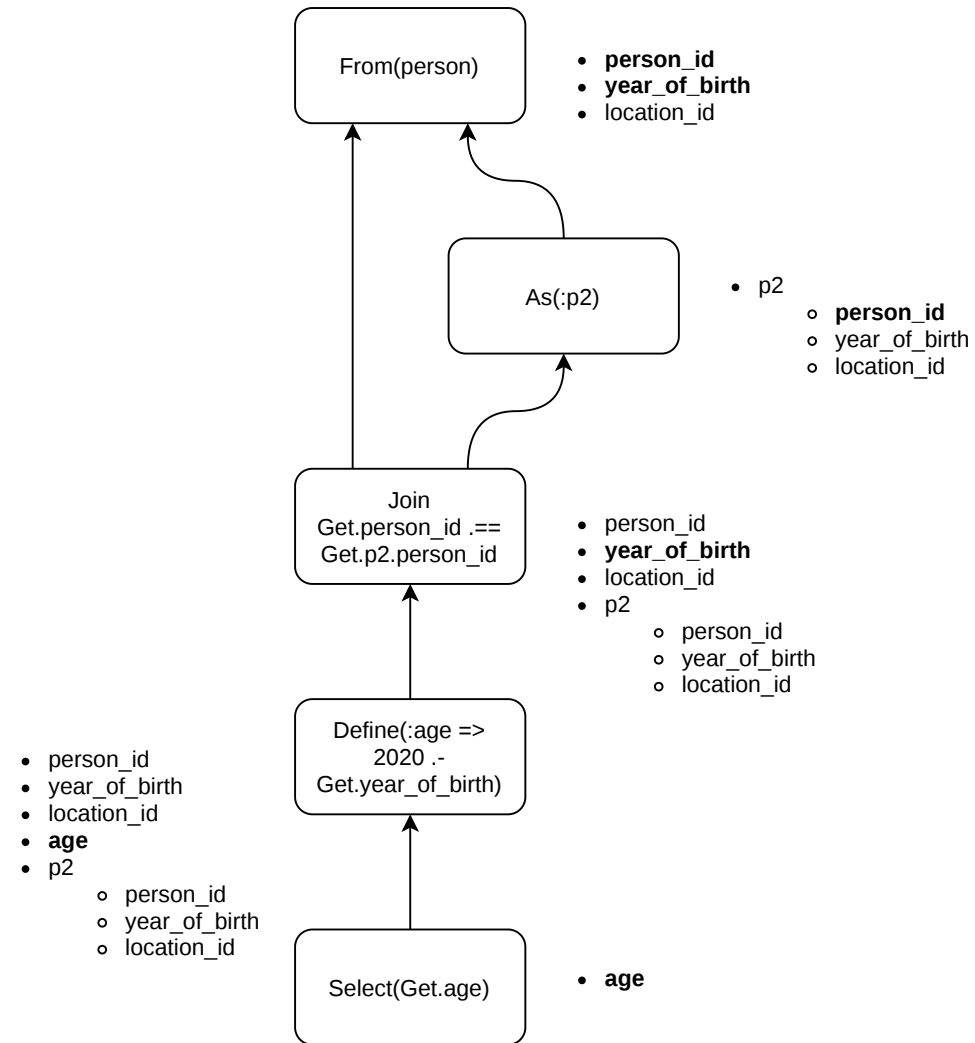 From(person)
person_id
year_of_birth
location_id
As(:p2)
p2
person_id
year_of_birth
location_id
Join
Get.person_id .==
Get.p2.person_id
person_id
year_of_birth
location_id
p2
person_id
year_of_birth
location_id
Define(:age =>
2020 .-
Get.year_of_birth)
person_id
year_of_birth
location_id
age
p2
person_id
year_of_birth
location_id
Select(Get.age)
age